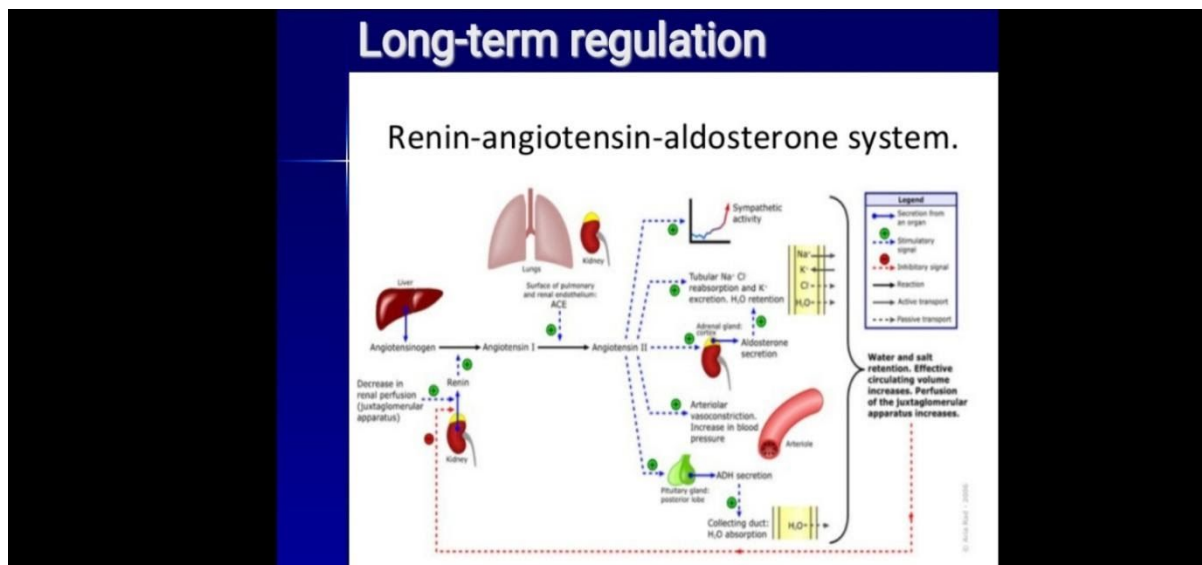 Long-term regulation
Renin-angiotensin-aldosterone system.
Lungs
Kidney
Surface of pulmonary
and renal endothelium:
ACE
Liver
Angiotensinogen
Angiotensin I
Angiotensin II
Decrease in
renal perfusion
(juxtaglomerular
apparatus)
Renin
Kidney
Sympathetic
activity
Tubular Na⁺ Cl⁻
reabsorption and K⁺
excretion. H₂O retention
Adrenal gland:
cortex
Aldosterone
secretion
Arteriolar
vasoconstriction.
Increase in blood
pressure
Arteriole
Pituitary gland:
posterior lobe
ADH secretion
Collecting duct:
H₂O absorption
H₂O
Na⁺
K⁺
Cl⁻
H₂O
Legend
Secretion from
an organ
Stimulatory
signal
Inhibitory signal
Reaction
Active transport
Passive transport
Water and salt
retention. Effective
circulating volume
increases. Perfusion
of the juxtaglomerular
apparatus increases.